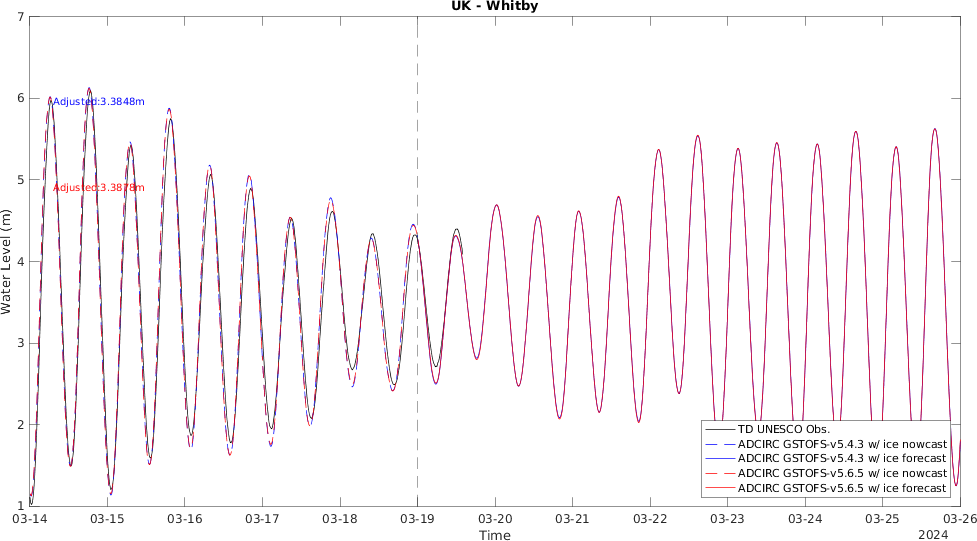 UK - Whitby
7
6
5
4
3
2
1
Water Level (m)
Adjusted:3.3848m
Adjusted:3.3878m
TD UNESCO Obs.
ADCIRC GSTOFS-v5.4.3 w/ ice nowcast
ADCIRC GSTOFS-v5.4.3 w/ ice forecast
ADCIRC GSTOFS-v5.6.5 w/ ice nowcast
ADCIRC GSTOFS-v5.6.5 w/ ice forecast
03-14 03-15 03-16 03-17 03-18 03-19 03-20 03-21 03-22 03-23 03-24 03-25 03-26
Time
2024